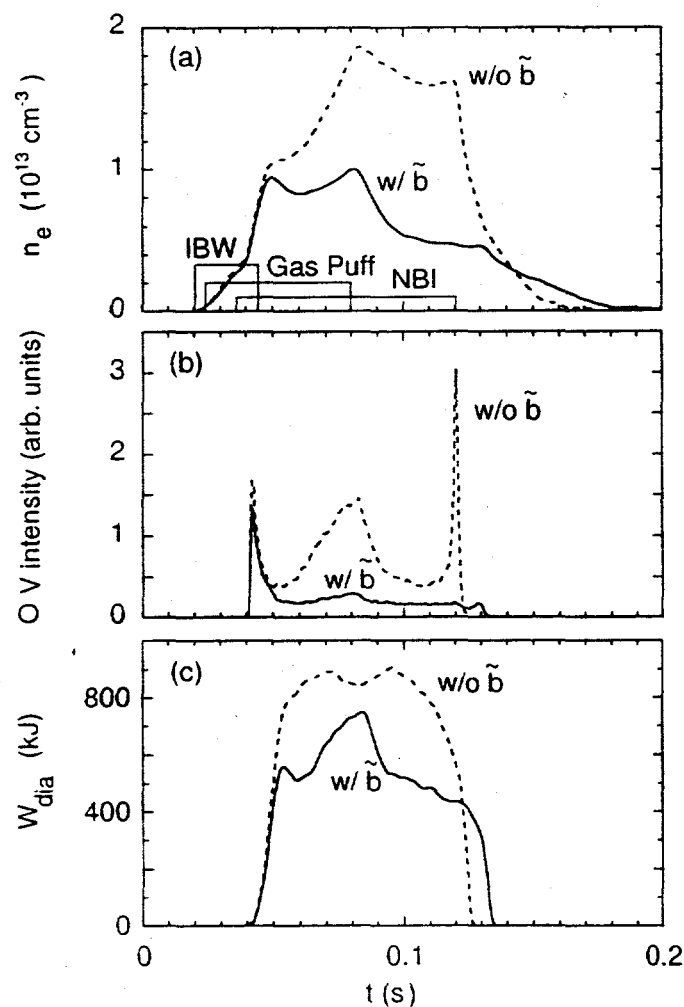 2
(a)
w/o b̃
n_e (10^13 cm^-3)
1
w/ b̃
IBW
Gas Puff
NBI
0
(b)
3
w/o b̃
O V intensity (arb. units)
2
1
w/ b̃
0
(c)
w/o b̃
800
W_dia (kJ)
w/ b̃
400
0
0
0.1
0.2
t (s)